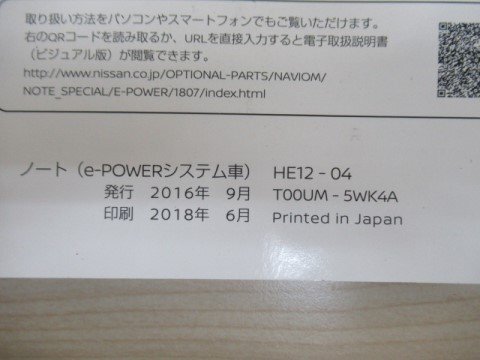 取り扱い方法をパソコンやスマートフォンでもご覧いただけます。
右のQRコードを読み取るか、URLを直接入力すると電子取扱説明書
（ビジュアル版）が閲覧できます。
http://www.nissan.co.jp/OPTIONAL-PARTS/NAVIOM/
NOTE_SPECIAL/E-POWER/1807/index.html
ノート（e-POWERシステム車） HE12 - 04
発行 2016年 9月 T00UM - 5WK4A
印刷 2018年 6月 Printed in Japan